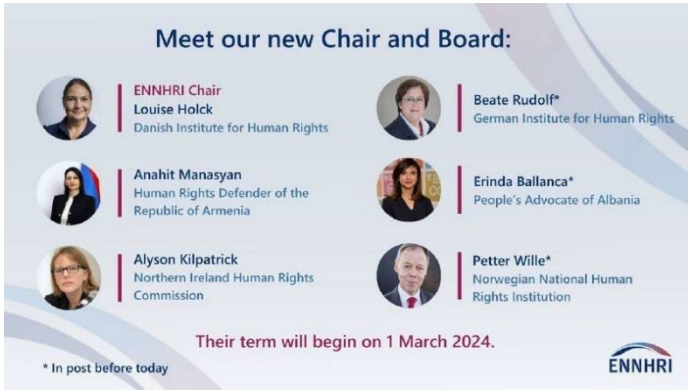 Meet our new Chair and Board:
ENNHRI Chair
Louise Holck
Danish Institute for Human Rights
Beate Rudolf*
German Institute for Human Rights
Anahit Manasyan
Human Rights Defender of the
Republic of Armenia
Erinda Ballanca*
People's Advocate of Albania
Alyson Kilpatrick
Northern Ireland Human Rights
Commission
Petter Wille*
Norwegian National Human
Rights Institution
Their term will begin on 1 March 2024.
* In post before today
ENNHRI